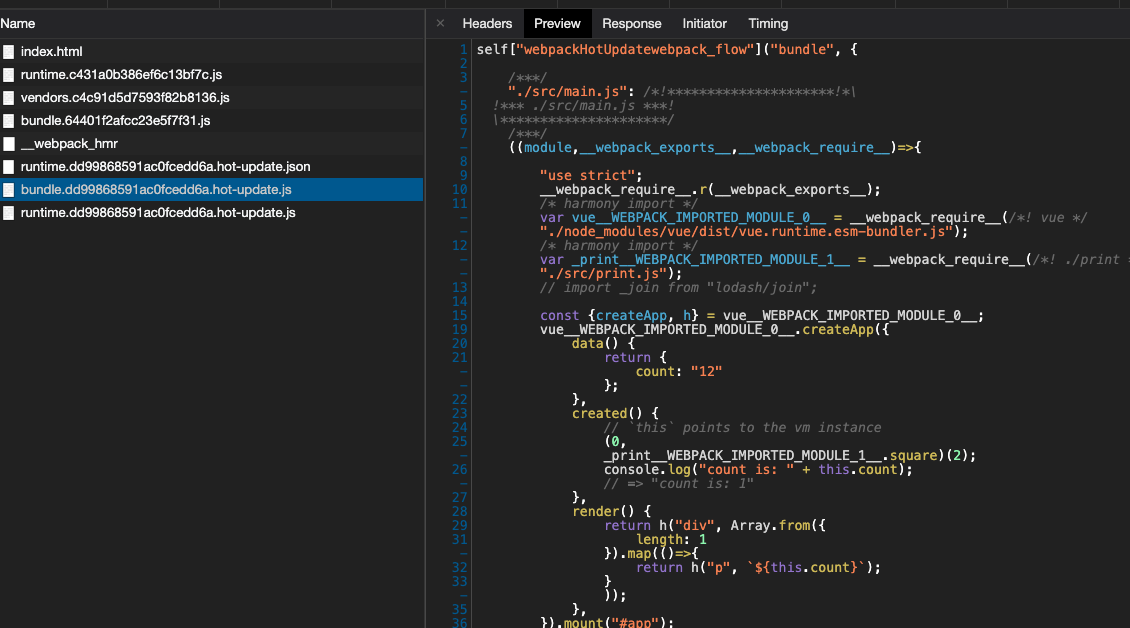 Name
index.html
runtime.c431a0b386ef6c13bf7c.js
vendors.c4c91d5d7593f82b8136.js
bundle.64401f2afcc23e5f7f31.js
__webpack_hmr
runtime.dd99868591ac0fcedd6a.hot-update.json
bundle.dd99868591ac0fcedd6a.hot-update.js
runtime.dd99868591ac0fcedd6a.hot-update.js
× Headers Preview Response Initiator Timing
1 self["webpackHotUpdatewebpack_flow"]("bundle", {
2
3 /***/
- "./src/main.js": /*!*********************!*\
5 !*** ./src/main.js ***!
6 \*********************/
7 /***/
- ((module,__webpack_exports__,__webpack_require__)=>{
8
9 "use strict";
10 __webpack_require__.r(__webpack_exports__);
11 /* harmony import */
- var vue__WEBPACK_IMPORTED_MODULE_0__ = __webpack_require__(/*! vue */
- "./node_modules/vue/dist/vue.runtime.esm-bundler.js");
12 /* harmony import */
- var _print__WEBPACK_IMPORTED_MODULE_1__ = __webpack_require__(/*! ./print *
- "./src/print.js");
13 // import _join from "lodash/join";
14
15 const {createApp, h} = vue__WEBPACK_IMPORTED_MODULE_0__;
19 vue__WEBPACK_IMPORTED_MODULE_0__.createApp({
20 data() {
21 return {
- count: "12"
- };
22 },
23 created() {
24 // `this` points to the vm instance
25 (0,
- _print__WEBPACK_IMPORTED_MODULE_1__.square)(2);
26 console.log("count is: " + this.count);
- // => "count is: 1"
27 },
28 render() {
29 return h("div", Array.from({
31 length: 1
- }).map(()=>{
32 return h("p", `${this.count}`);
33 }
- ));
35 },
36 }).mount("#app");